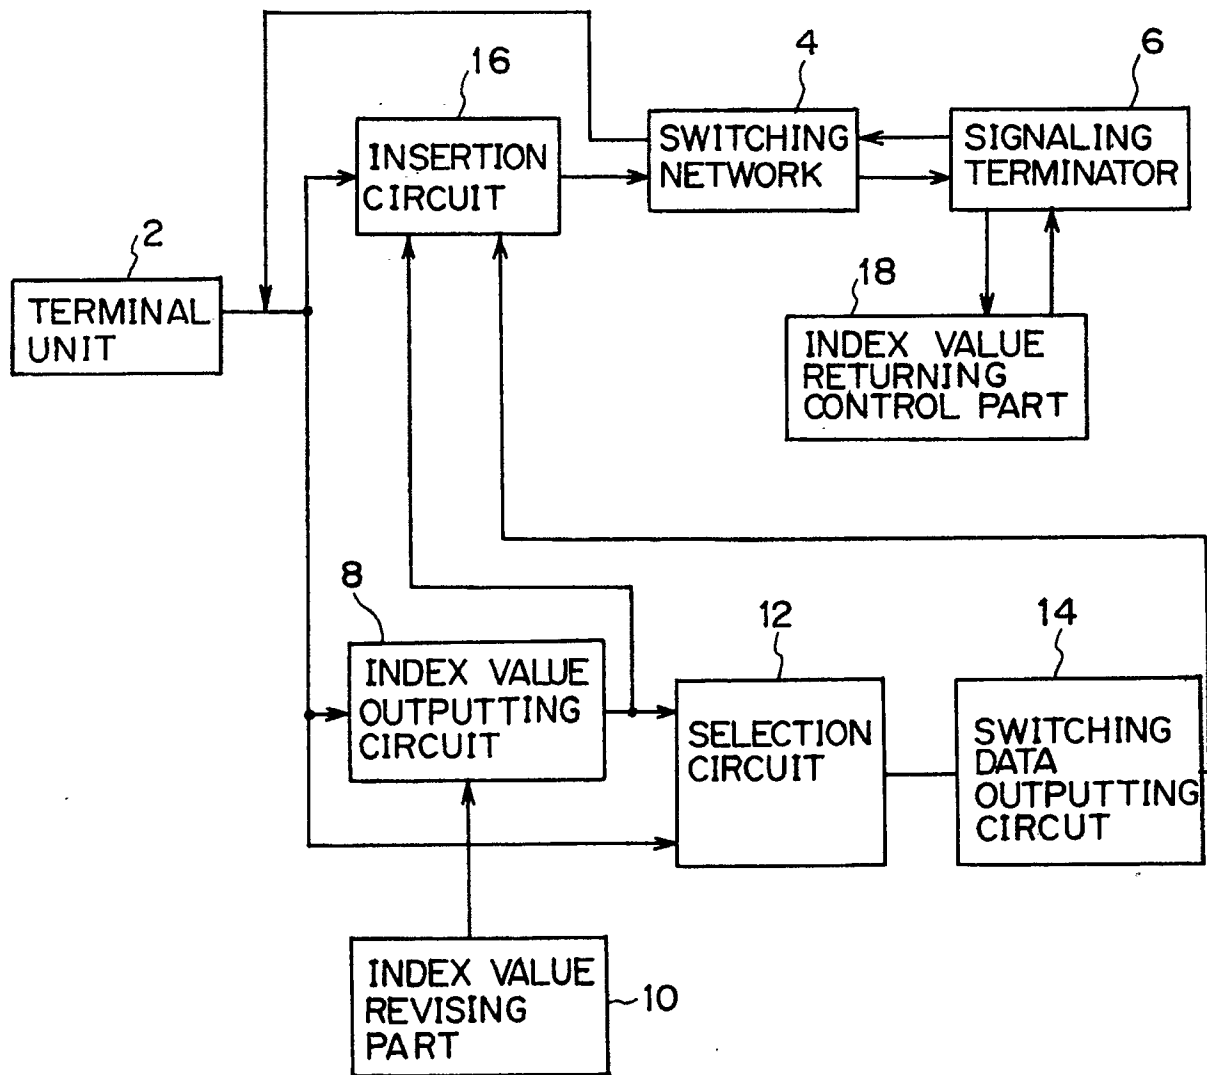 4
6
16
SWITCHING
NETWORK
SIGNALING
TERMINATOR
INSERTION
CIRCUIT
2
18
TERMINAL
UNIT
INDEX VALUE
RETURNING
CONTROL PART
8
12
14
INDEX VALUE
OUTPUTTING
CIRCUIT
SELECTION
CIRCUIT
SWITCHING
DATA
OUTPUTTING
CIRCUT
INDEX VALUE
REVISING
PART
10